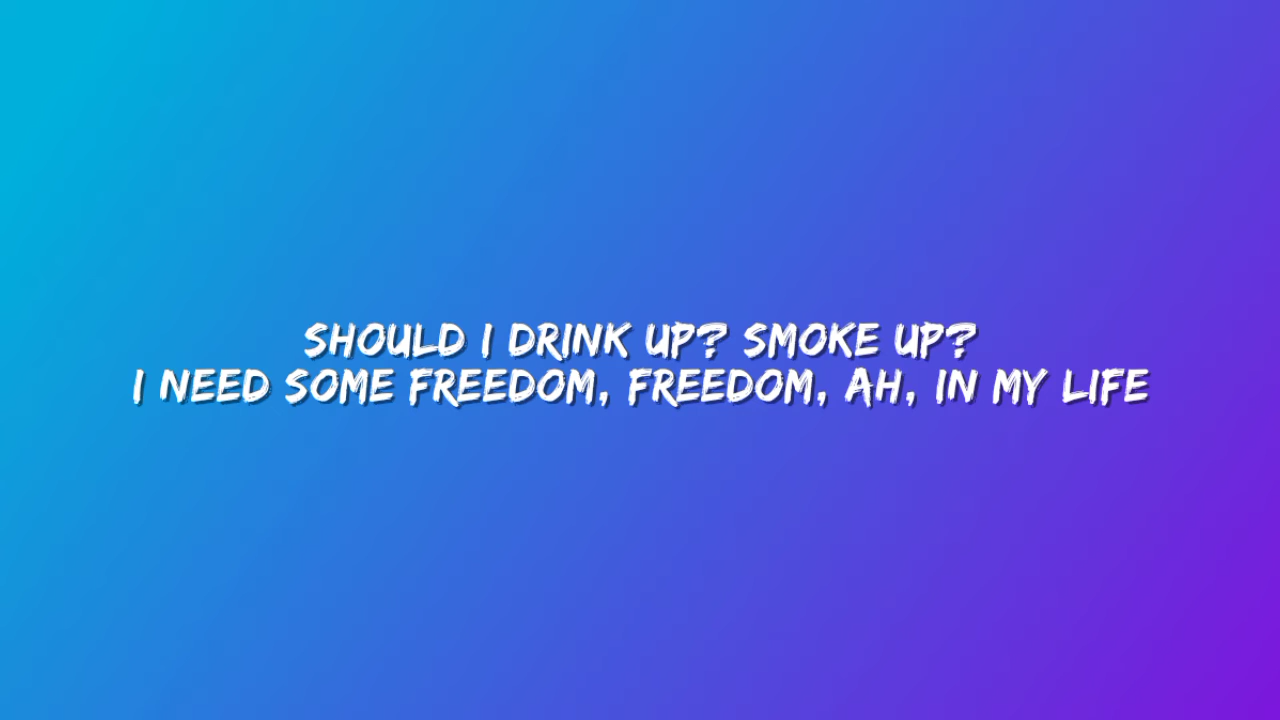 SHOULD I DRINK UP? SMOKE UP?
I NEED SOME FREEDOM, FREEDOM, AH, IN MY LIFE